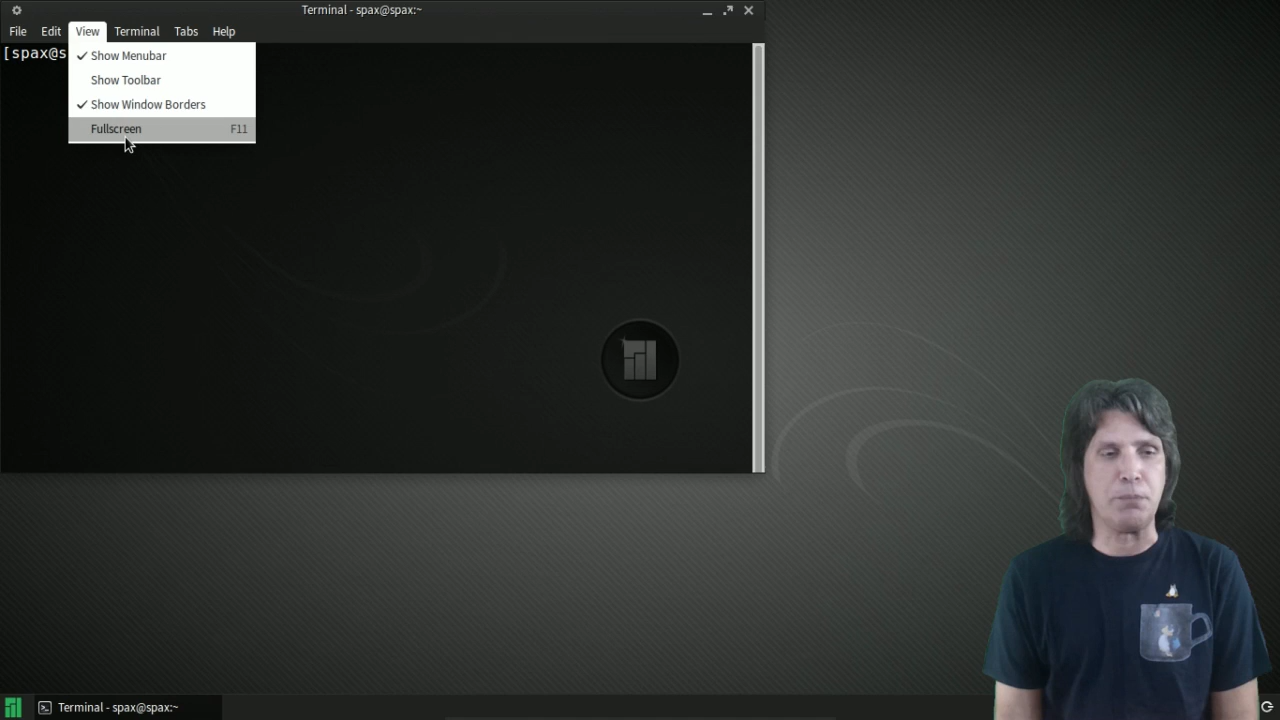 Terminal - spax@spax:~
File Edit View Terminal Tabs Help
[spax@s
Show Menubar
Show Toolbar
Show Window Borders
Fullscreen F11
Terminal - spax@spax:~